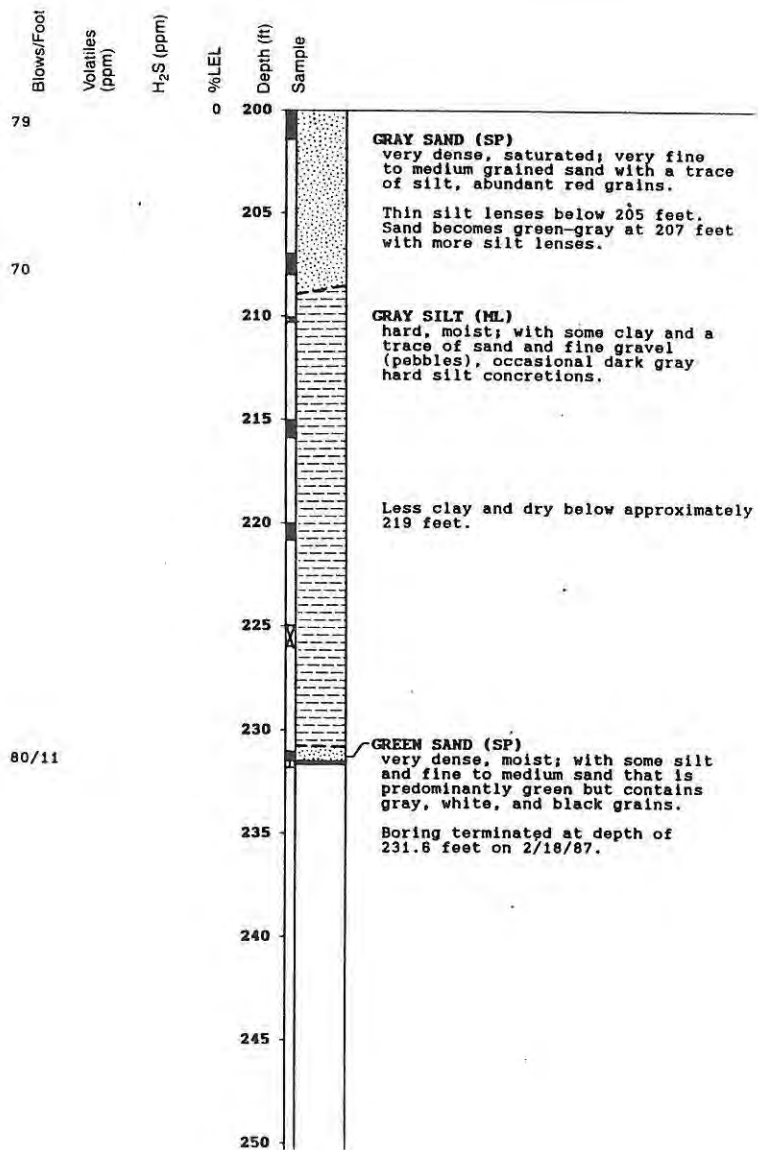 Blows/Foot
Volatiles
(ppm)
H2S (ppm)
%LEL
Depth (ft)
Sample
79
0
200
GRAY SAND (SP)
very dense, saturated; very fine
to medium grained sand with a trace
of silt, abundant red grains.
205
Thin silt lenses below 205 feet.
Sand becomes green-gray at 207 feet
with more silt lenses.
70
210
GRAY SILT (ML)
hard, moist; with some clay and a
trace of sand and fine gravel
(pebbles), occasional dark gray
hard silt concretions.
215
Less clay and dry below approximately
219 feet.
220
225
230
80/11
GREEN SAND (SP)
very dense, moist; with some silt
and fine to medium sand that is
predominantly green but contains
gray, white, and black grains.
235
Boring terminated at depth of
231.6 feet on 2/18/87.
240
245
250